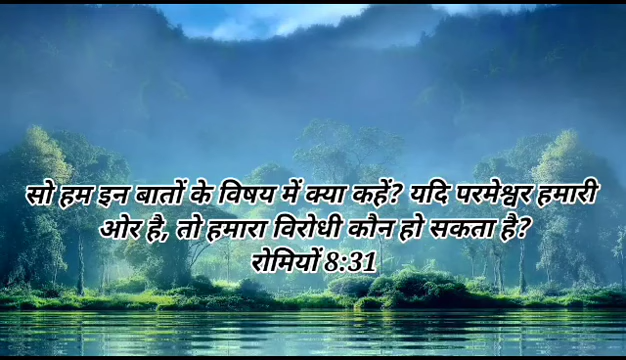 सो हम इन बातों के विषय में क्या कहें? यदि परमेश्वर हमारी
ओर है, तो हमारा विरोधी कौन हो सकता है?
रोमियों 8:31